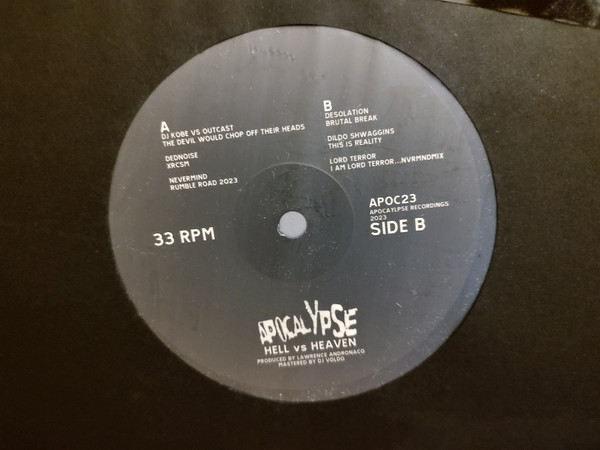 A
DJ KOBE VS OUTCAST
THE DEVIL WOULD CHOP OFF THEIR HEADS
DEDNOISE
XRCSM
NEVERMIND
RUMBLE ROAD 2023
33 RPM
B
DESOLATION
BRUTAL BREAK
DILDO SHWAGGINS
THIS IS REALITY
LORD TERROR
I AM LORD TERROR...NVRMNDMIX
APOC23
APOCAYLPSE RECORDINGS
2023
SIDE B
APOCALYPSE
HELL vs HEAVEN
PRODUCED BY LAWRENCE ANDRONACO
MASTERED BY DJ VOLDO